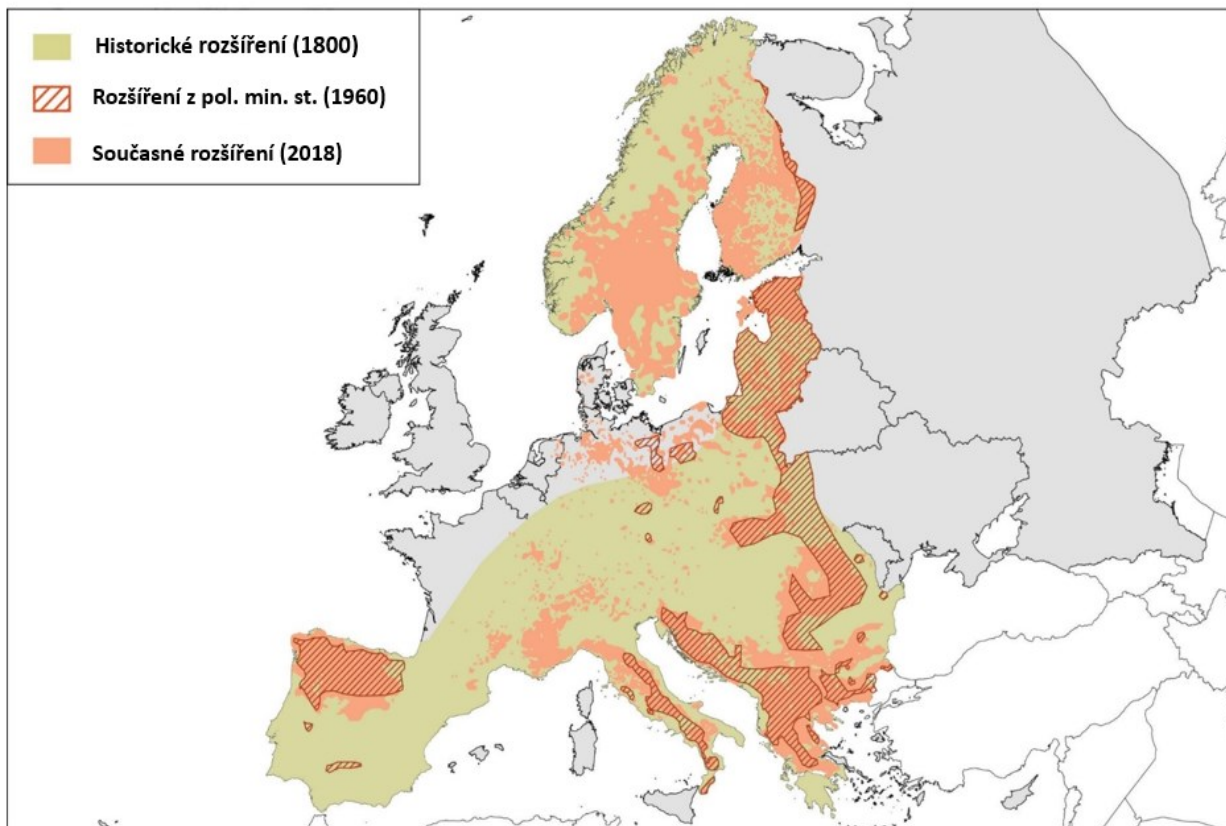 Historické rozšíření (1800)
Rozšíření z pol. min. st. (1960)
Současné rozšíření (2018)